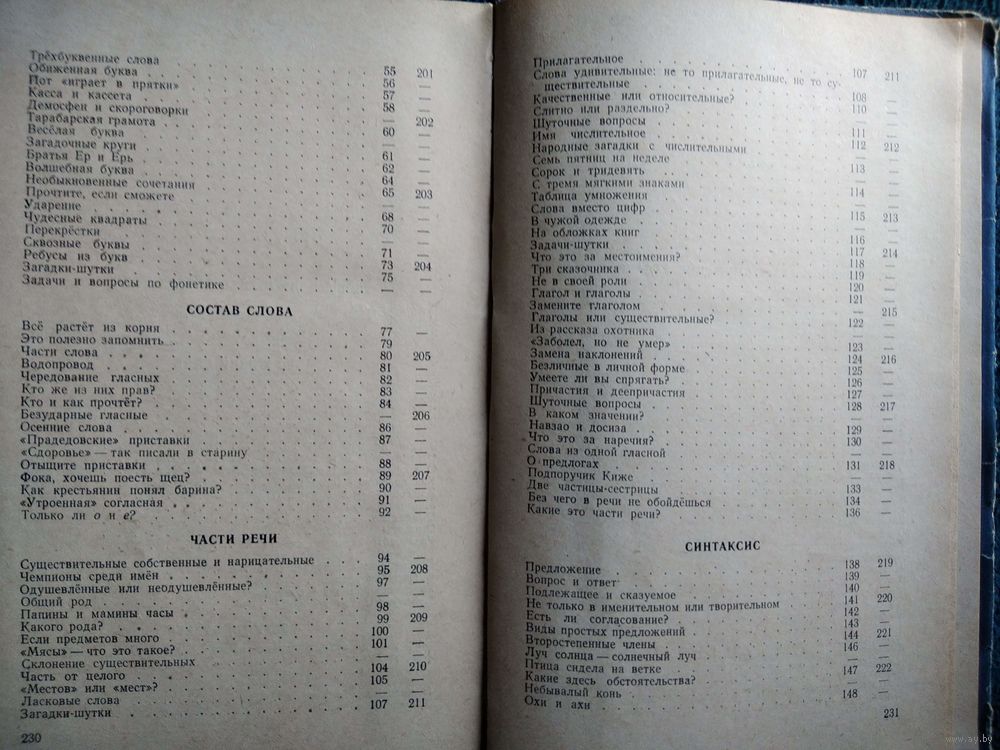 Трёхбуквенные слова 55 201
Обиженная буква 56 —
Пот «играет в прятки» 57 —
Касса и кассета 58 —
Демосфен и скороговорки — 202
Тарабарская грамота 60 —
Весёлая буква — —
Загадочные круги 61 —
Братья Ер и Ерь 62 —
Волшебная буква 64 —
Необыкновенные сочетания 65 203
Прочтите, если сможете — —
Ударение 68 —
Чудесные квадраты 70 —
Перекрёстки — —
Сквозные буквы 71 —
Ребусы из букв 73 204
Загадки-шутки 75 —
Задачи и вопросы по фонетике — —
СОСТАВ СЛОВА
Всё растёт из корня 77 —
Это полезно запомнить 79 —
Части слова 80 205
Водопровод 81 —
Чередование гласных 82 —
Кто же из них прав? 83 —
Кто и как прочтёт? 84 —
Безударные гласные — 206
Осенние слова 86 —
«Прадедовские» приставки 87 —
«Сдоровье» — так писали в старину — —
Отыщите приставки 88 —
Фока, хочешь поесть щец? 89 207
Как крестьянин понял барина? 90 —
«Утроенная» согласная 91 —
Только ли о и е? 92 —
ЧАСТИ РЕЧИ
Существительные собственные и нарицательные 94 —
Чемпионы среди имён 95 208
Одушевлённые или неодушевлённые? 97 —
Общий род — —
Папины и мамины часы 98 —
Какого рода? 99 209
Если предметов много 100 —
«Мясы» — что это такое? 101 —
Склонение существительных — —
Часть от целого 104 210
«Местов» или «мест»? 105 —
Ласковые слова — —
Загадки-шутки 107 211
230
Прилагательное 107 211
Слова удивительные: не то прилагательные, не то су-
ществительные 108 —
Качественные или относительные? 110 —
Слитно или раздельно? — —
Шуточные вопросы 111 —
Имя числительное 112 212
Народные загадки с числительными — —
Семь пятниц на неделе 113 —
Сорок и тридевять — —
С тремя мягкими знаками 114 —
Таблица умножения — —
Слова вместо цифр 115 213
В чужой одежде — —
На обложках книг 116 —
Задачи-шутки 117 214
Что это за местоимения? 118 —
Три сказочника 119 —
Не в своей роли 120 —
Глагол и глаголы 121 —
Замените глаголом — 215
Глаголы или существительные? 122 —
Из рассказа охотника — —
«Заболел, но не умер» 123 —
Замена наклонений 124 216
Безличные в личной форме 125 —
Умеете ли вы спрягать? 126 —
Причастия и деепричастия 127 —
Шуточные вопросы 128 217
В каком значении? — —
Навзао и досиза 129 —
Что это за наречия? 130 —
Слова из одной гласной — —
О предлогах 131 218
Подпоручик Киже — —
Две частицы-сестрицы 133 —
Без чего в речи не обойдёшься 134 —
Какие это части речи? 136 —
СИНТАКСИС
Предложение 138 219
Вопрос и ответ 139 —
Подлежащее и сказуемое 140 —
Не только в именительном или творительном 141 220
Есть ли согласование? 142 —
Виды простых предложений 143 —
Второстепенные члены 144 221
Луч солнца — солнечный луч 146 —
Птица сидела на ветке — —
Какие здесь обстоятельства? 147 222
Небывалый конь — —
Охи и ахи 148 —
231
www.ay.by